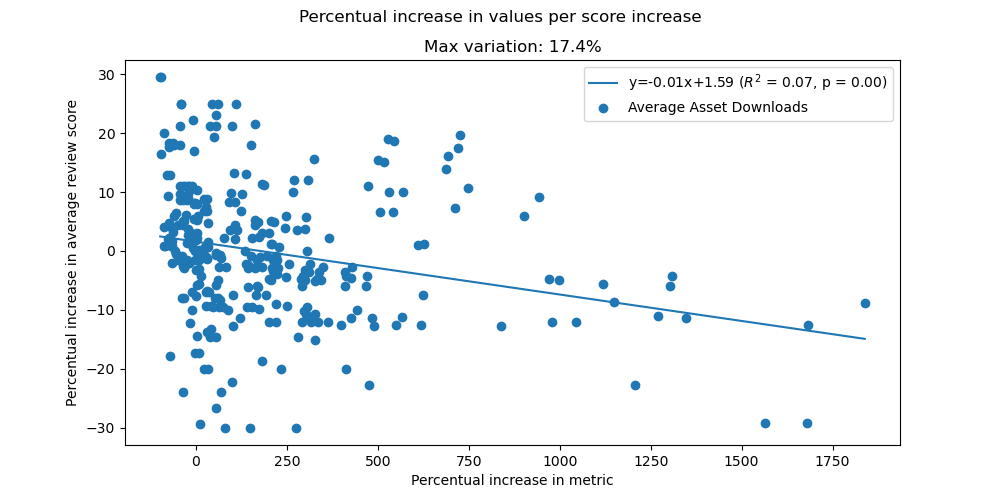 Percentual increase in values per score increase
Max variation: 17.4%
y=-0.01x+1.59 (R² = 0.07, p = 0.00)
Average Asset Downloads
Percentual increase in average review score
30
20
10
0
−10
−20
−30
0
250
500
750
1000
1250
1500
1750
Percentual increase in metric